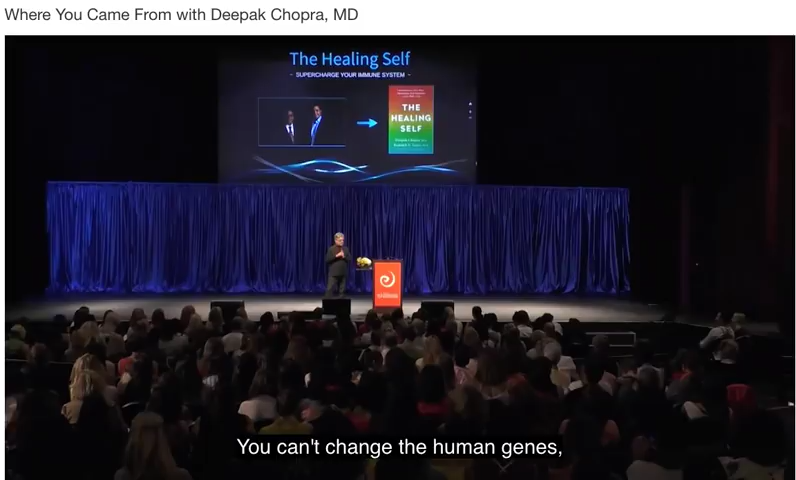 Where You Came From with Deepak Chopra, MD
The Healing Self
- SUPERCHARGE YOUR IMMUNE SYSTEM -
THE
HEALING
SELF
You can't change the human genes,